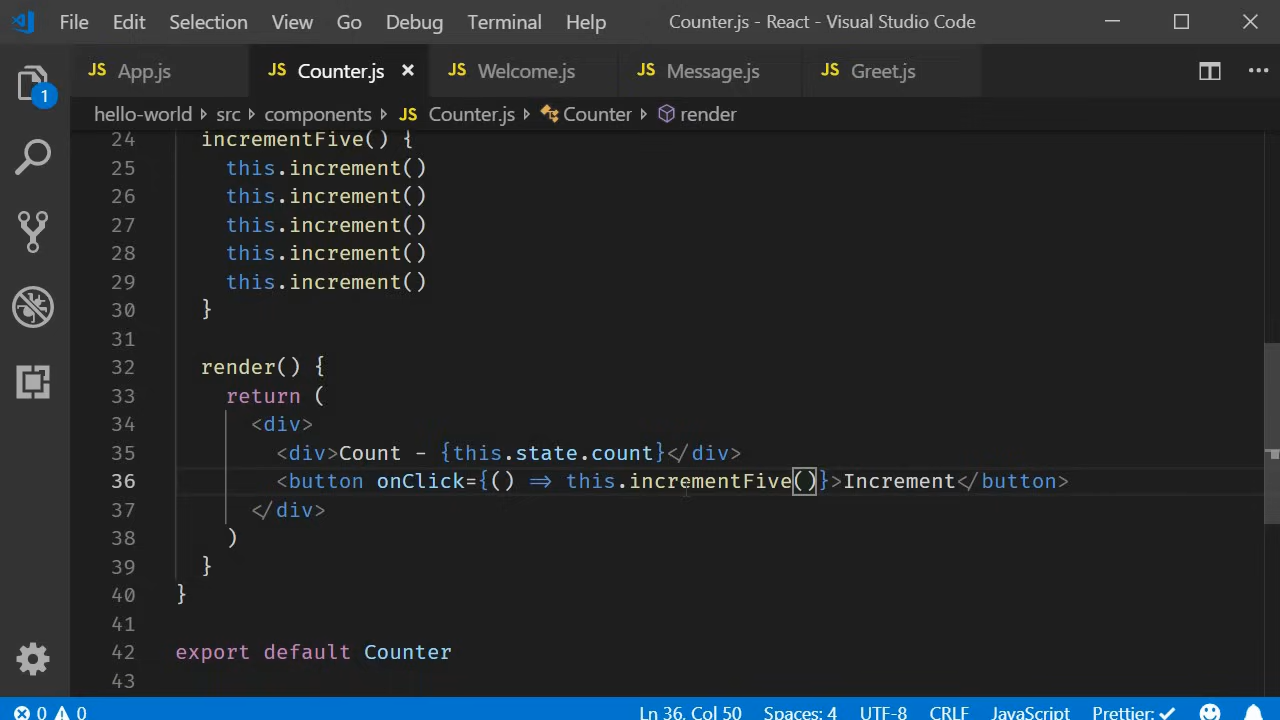 File Edit Selection View Go Debug Terminal Help Counter.js - React - Visual Studio Code
JS App.js JS Counter.js × JS Welcome.js JS Message.js JS Greet.js
1
hello-world › src › components › JS Counter.js › Counter › render
24 incrementFive() {
25 this.increment()
26 this.increment()
27 this.increment()
28 this.increment()
29 this.increment()
30 }
31
32 render() {
33 return (
34 <div>
35 <div>Count - {this.state.count}</div>
36 <button onClick={() => this.incrementFive()}>Increment</button>
37 </div>
38 )
39 }
40 }
41
42 export default Counter
43
0 0 Ln 36, Col 50 Spaces: 4 UTF-8 CRLF JavaScript Prettier: ✓